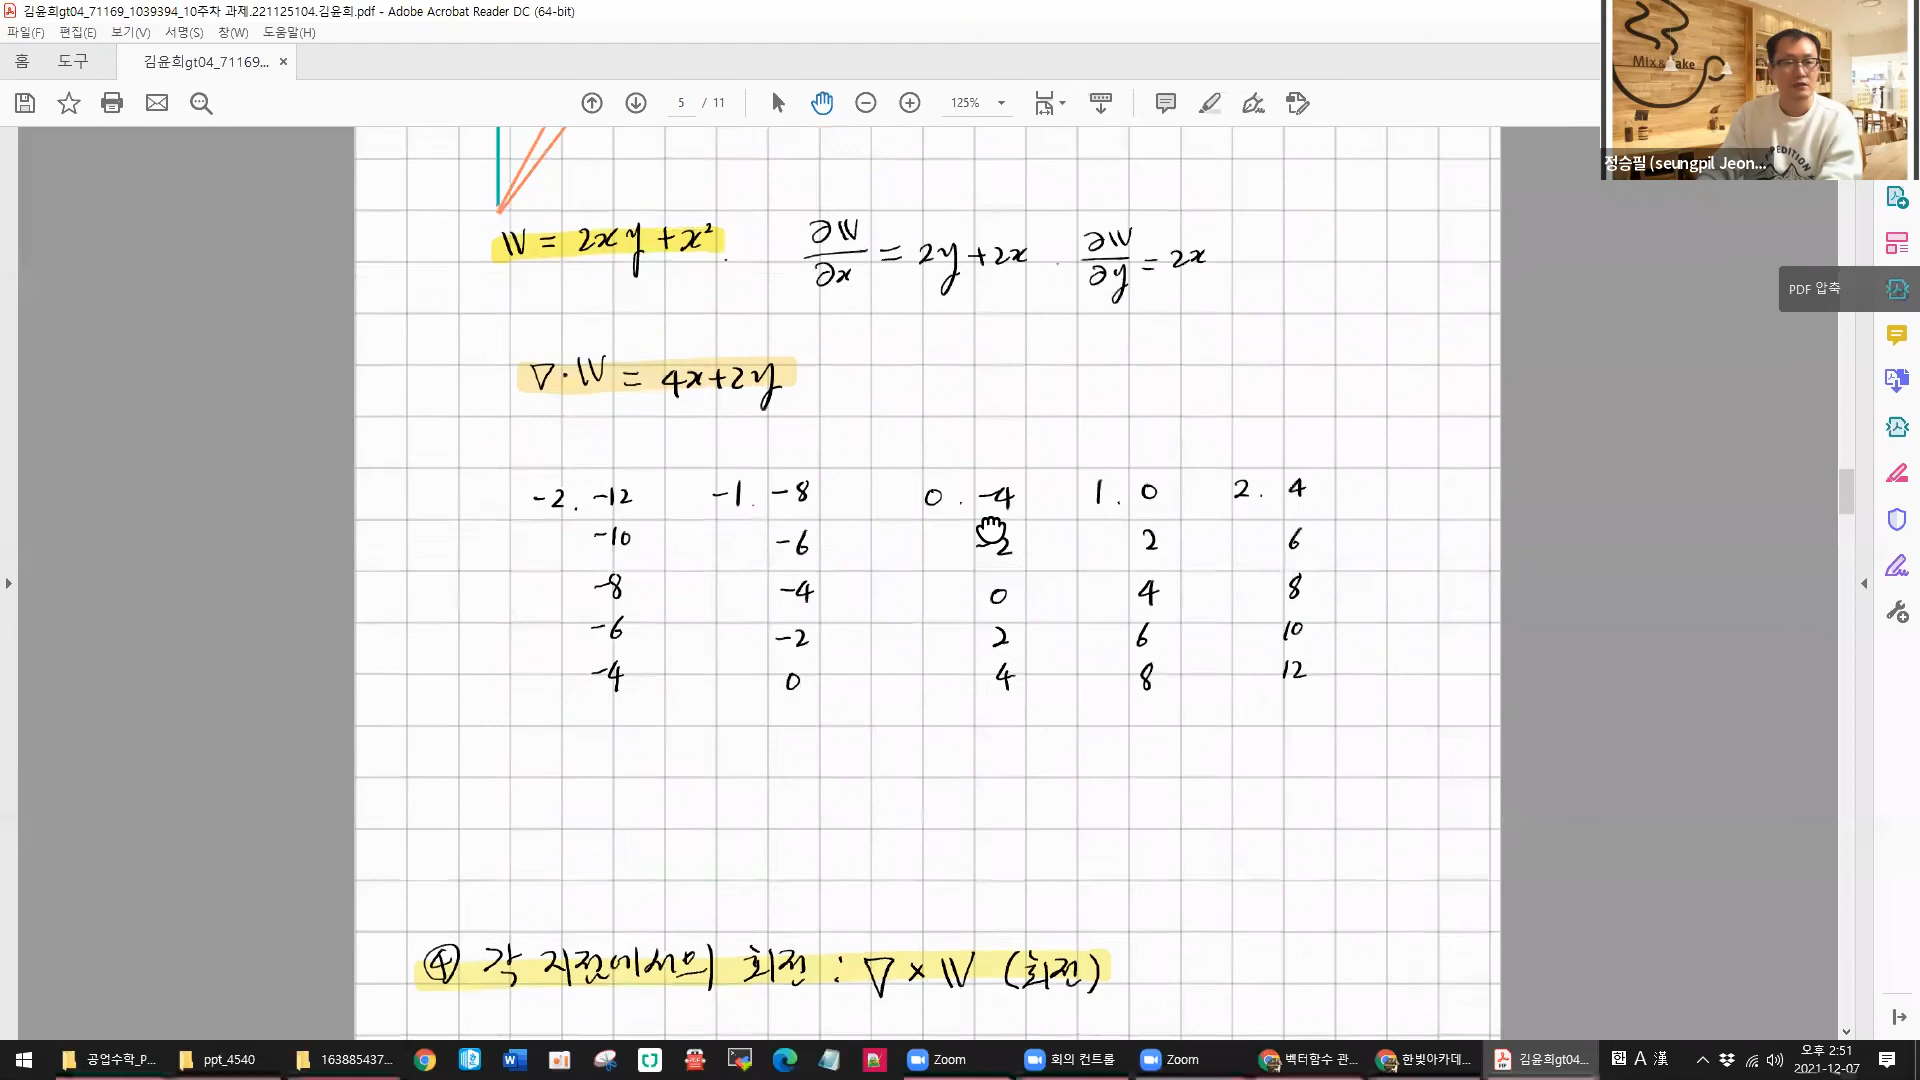 김윤희gt04_71169_1039394_10주차 과제.221125104.김윤희.pdf - Adobe Acrobat Reader DC (64-bit)
파일(F) 편집(E) 보기(V) 서명(S) 창(W) 도움말(H)
홈 도구 김윤희gt04_71169... ×
5 / 11 125%
Mix & Take
EXPEDITION
정승필 (seungpil Jeon...
PDF 압축
W = 2xy + x². ∂W/∂x = 2y+2x . ∂W/∂y = 2x
∇·W = 4x+2y
-2. -12 -1. -8 0 . -4 1. 0 2. 4
-10 -6 -2 2 6
-8 -4 0 4 8
-6 -2 2 6 10
-4 0 4 8 12
④ 각 지점에서의 회전 : ∇ × W (회전)
공업수학_P... ppt_4540 163885437... Zoom 회의 컨트롤 Zoom 벡터함수 관... 한빛아카데... 김윤희gt04... 한 A 漢 오후 2:51
2021-12-07